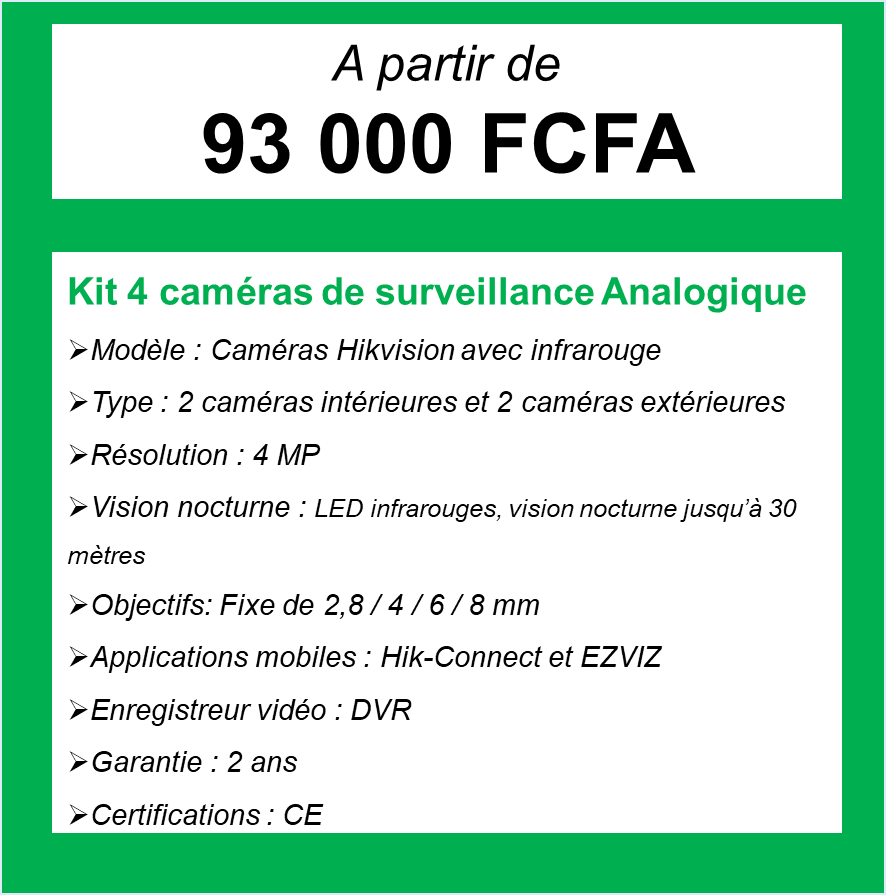 A partir de
93 000 FCFA
Kit 4 caméras de surveillance Analogique
➢Modèle : Caméras Hikvision avec infrarouge
➢Type : 2 caméras intérieures et 2 caméras extérieures
➢Résolution : 4 MP
➢Vision nocturne : LED infrarouges, vision nocturne jusqu’à 30
mètres
➢Objectifs: Fixe de 2,8 / 4 / 6 / 8 mm
➢Applications mobiles : Hik-Connect et EZVIZ
➢Enregistreur vidéo : DVR
➢Garantie : 2 ans
➢Certifications : CE